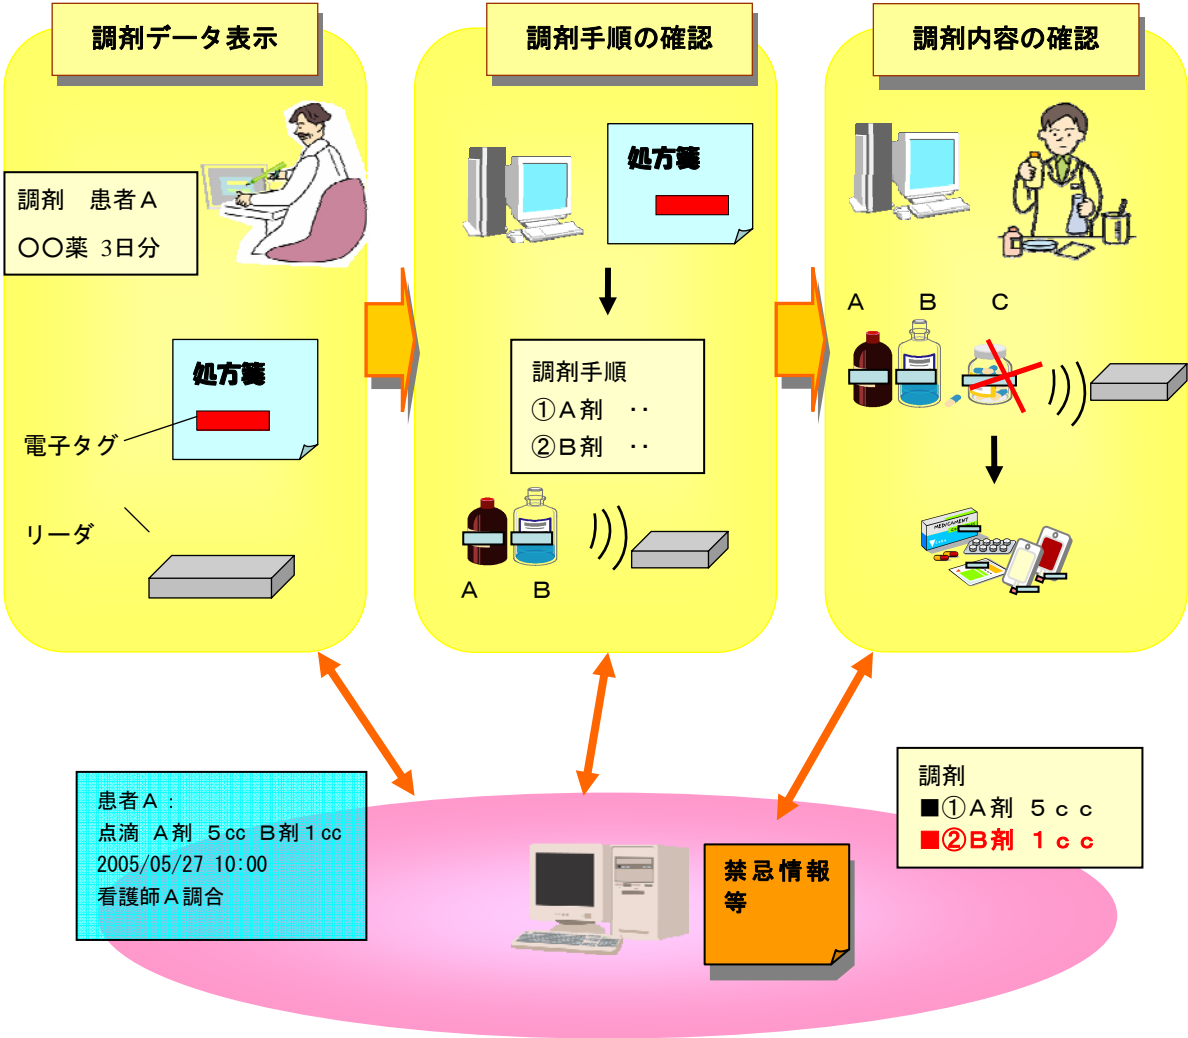 調剤データ表示
調剤　患者Ａ
〇〇薬 3日分
処方箋
電子タグ
リーダ
調剤手順の確認
処方箋
調剤手順
①Ａ剤　‥
②Ｂ剤　‥
Ａ　Ｂ
調剤内容の確認
Ａ　Ｂ　Ｃ
MEDICAMENT
患者Ａ：
点滴 Ａ剤 ５cc Ｂ剤１cc
2005/05/27 10:00
看護師Ａ調合
禁忌情報
等
調剤
■①Ａ剤 ５ｃｃ
■②Ｂ剤 １ｃｃ